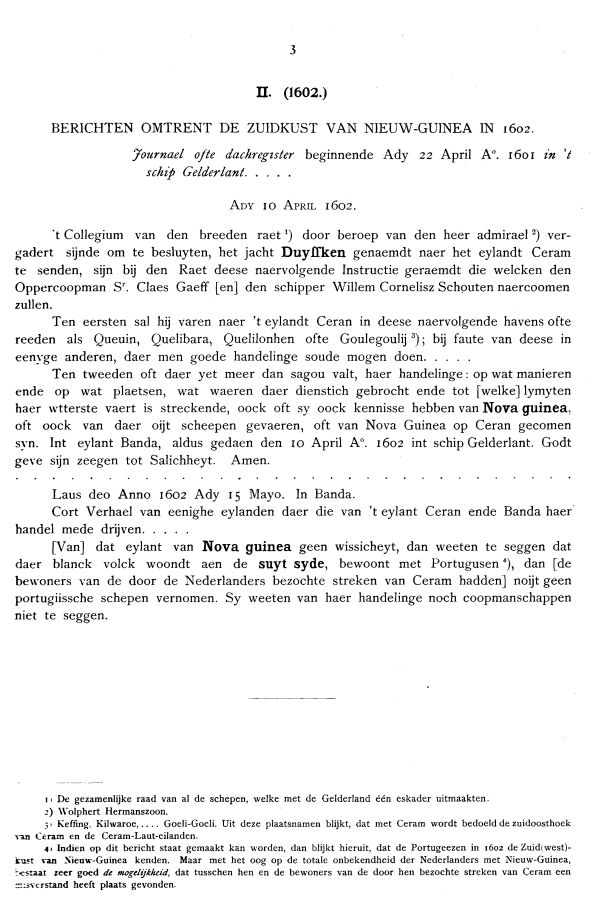 3
II. (1602.)
BERICHTEN OMTRENT DE ZUIDKUST VAN NIEUW-GUINEA IN 1602.
Journael ofte dachregister beginnende Ady 22 April A°. 1601 in 't
schip Gelderlant. . . . .
ADY 10 APRIL 1602.
't Collegium van den breeden raet ¹) door beroep van den heer admirael ²) ver-
gadert sijnde om te besluyten, het jacht Duyffken genaemdt naer het eylandt Ceram
te senden, sijn bij den Raet deese naervolgende Instructie geraemdt die welcken den
Oppercoopman Sʳ. Claes Gaeff [en] den schipper Willem Cornelisz Schouten naercoomen
zullen.
Ten eersten sal hij varen naer 't eylandt Ceran in deese naervolgende havens ofte
reeden als Queuin, Quelibara, Quelilonhen ofte Goulegoulij ³); bij faute van deese in
eenyge anderen, daer men goede handelinge soude mogen doen. . . . .
Ten tweeden oft daer yet meer dan sagou valt, haer handelinge: op wat manieren
ende op wat plaetsen, wat waeren daer dienstich gebrocht ende tot [welke] lymyten
haer wtterste vaert is streckende, oock oft sy oock kennisse hebben van Nova guinea,
oft oock van daer oijt scheepen gevaeren, oft van Nova Guinea op Ceran gecomen
syn. Int eylant Banda, aldus gedaen den 10 April A°. 1602 int schip Gelderlant. Godt
geve sijn zeegen tot Salichheyt. Amen.
. . . . . . . . . . . . . . . . . . . . . .
Laus deo Anno 1602 Ady 15 Mayo. In Banda.
Cort Verhael van eenighe eylanden daer die van 't eylant Ceran ende Banda haer
handel mede drijven. . . . .
[Van] dat eylant van Nova guinea geen wissicheyt, dan weeten te seggen dat
daer blanck volck woondt aen de suyt syde, bewoont met Portugusen ⁴), dan [de
bewoners van de door de Nederlanders bezochte streken van Ceram hadden] noijt geen
portugiissche schepen vernomen. Sy weeten van haer handelinge noch coopmanschappen
niet te seggen.
1) De gezamenlijke raad van al de schepen, welke met de Gelderland één eskader uitmaakten.
2) Wolphert Hermanszoon.
3) Keffing, Kilwaroe, . . . . Goeli-Goeli. Uit deze plaatsnamen blijkt, dat met Ceram wordt bedoeld de zuidoosthoek
van Ceram en de Ceram-Laut-eilanden.
4) Indien op dit bericht staat gemaakt kan worden, dan blijkt hieruit, dat de Portugeezen in 1602 de Zuid(west)-
kust van Nieuw-Guinea kenden. Maar met het oog op de totale onbekendheid der Nederlanders met Nieuw-Guinea,
bestaat zeer goed de mogelijkheid, dat tusschen hen en de bewoners van de door hen bezochte streken van Ceram een
misverstand heeft plaats gevonden.